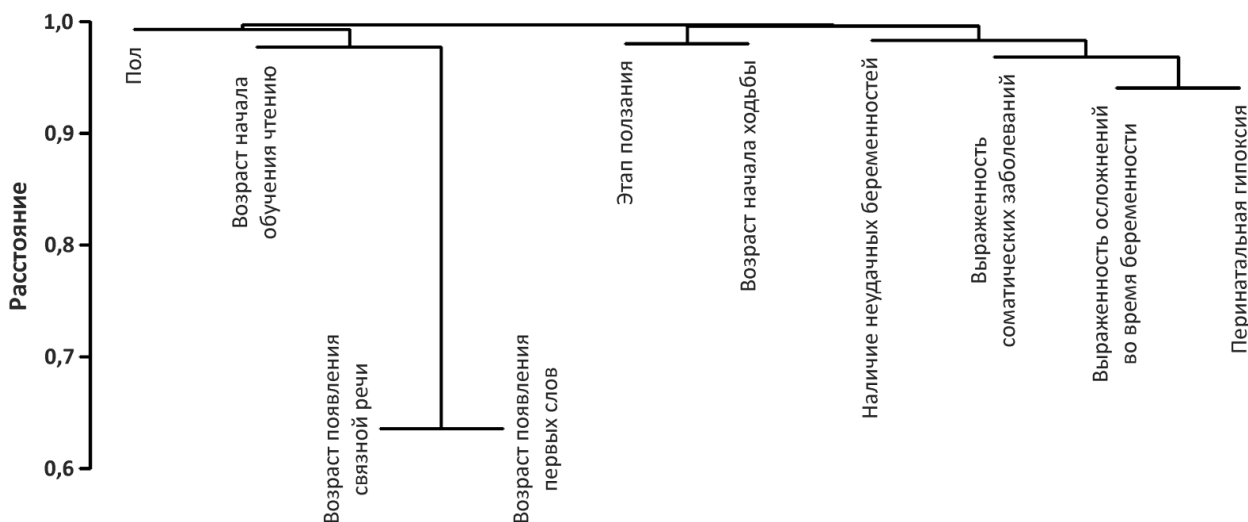 1,0
0,9
0,8
0,7
0,6
Расстояние
Пол
Возраст начала
обучения чтению
Возраст появления
связной речи
Возраст появления
первых слов
Этап ползания
Возраст начала ходьбы
Наличие неудачных беременностей
Выраженность
соматических заболеваний
Выраженность осложнений
во время беременности
Перинатальная гипоксия